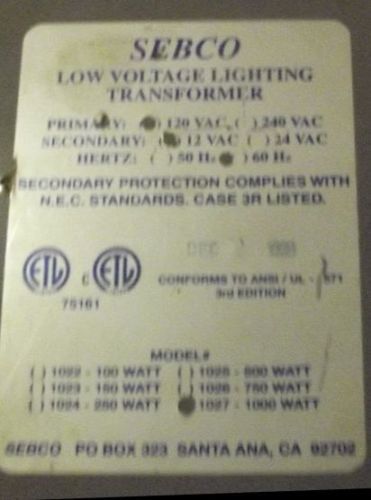 SEBCO
LOW VOLTAGE LIGHTING
TRANSFORMER
PRIMARY: ( ) 120 VAC, ( ) 240 VAC
SECONDARY: ( ) 12 VAC ( ) 24 VAC
HERTZ: ( ) 50 Hz ( ) 60 Hz
SECONDARY PROTECTION COMPLIES WITH
N.E.C. STANDARDS. CASE 3R LISTED.
DEC 2
ETL C ETL
75161
CONFORMS TO ANSI / UL - 1571
3rd EDITION
MODEL#
( ) 1022 - 100 WATT ( ) 1025 - 500 WATT
( ) 1023 - 150 WATT ( ) 1026 - 750 WATT
( ) 1024 - 250 WATT ( ) 1027 - 1000 WATT
SEBCO PO BOX 323 SANTA ANA, CA 92702